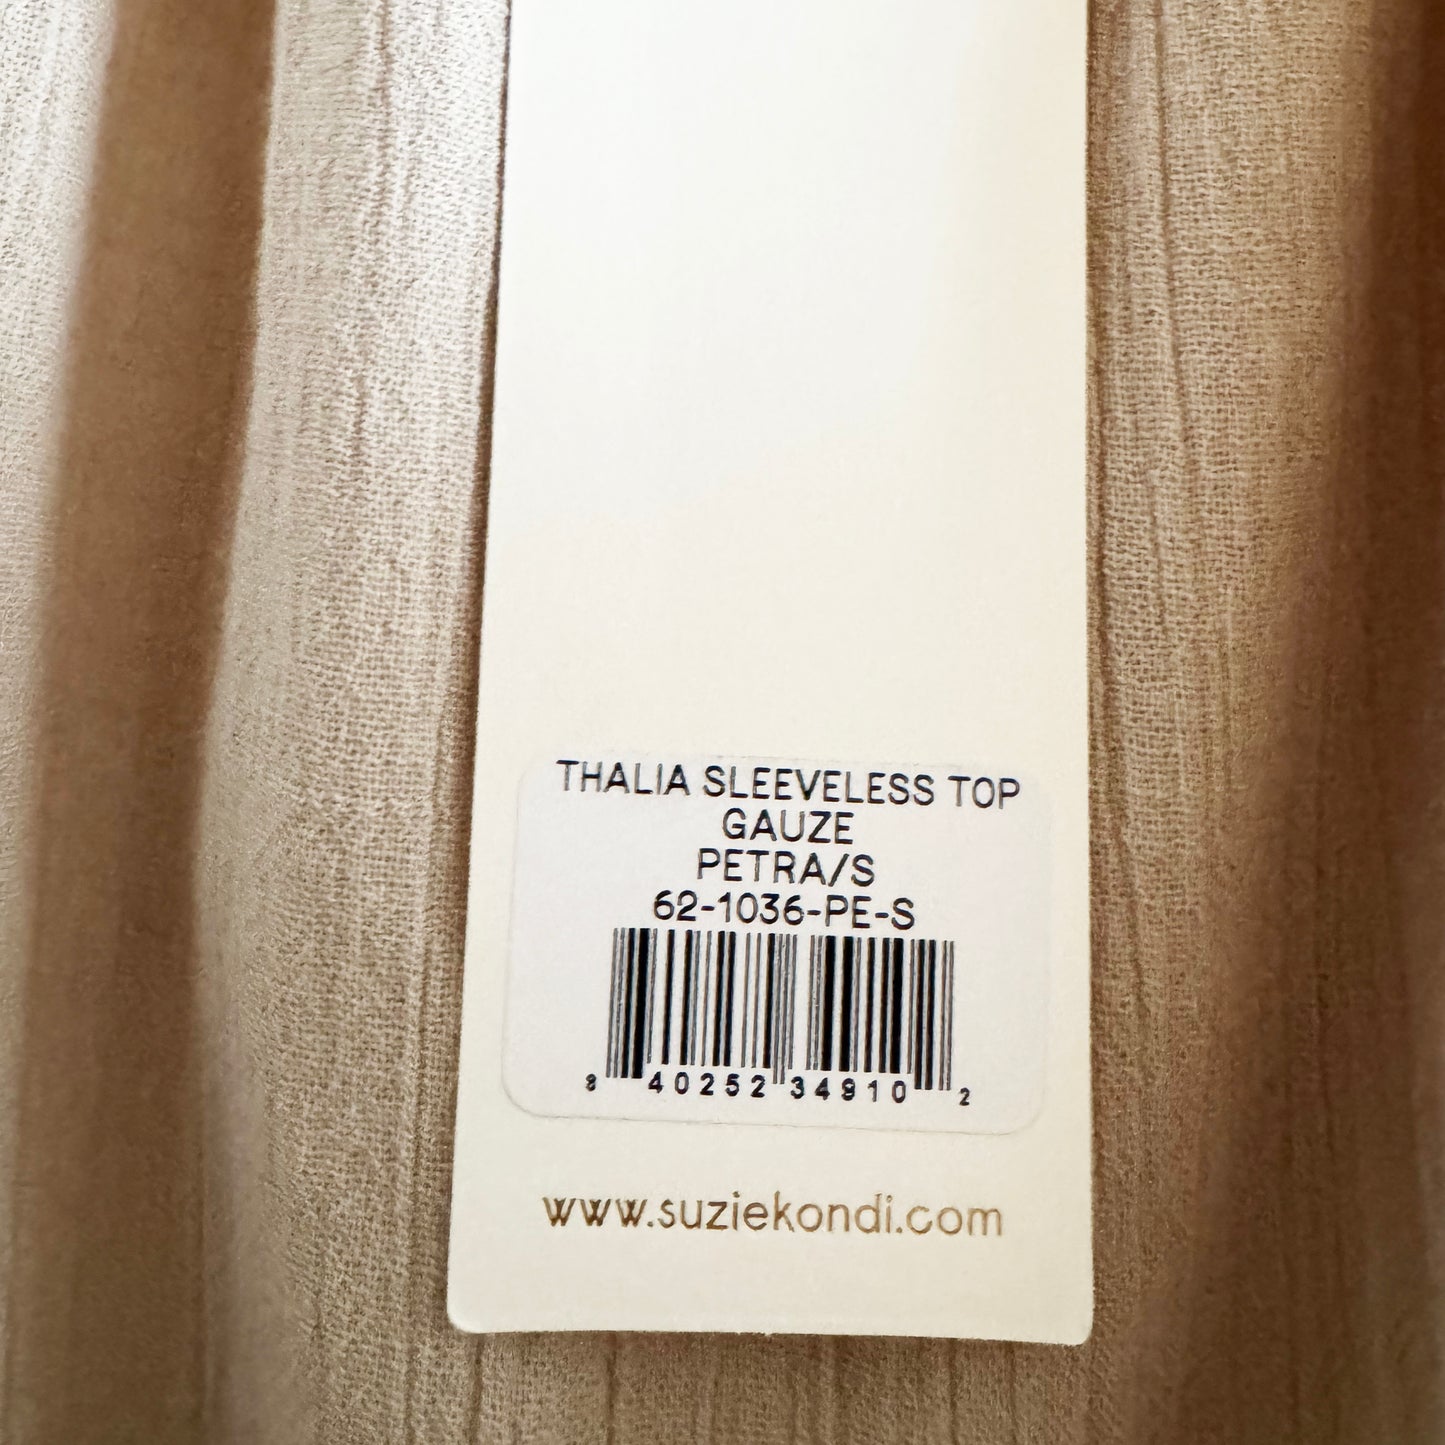 THALIA SLEEVELESS TOP
GAUZE
PETRA/S
62-1036-PE-S
8 40252 34910 2
www.suziekondi.com